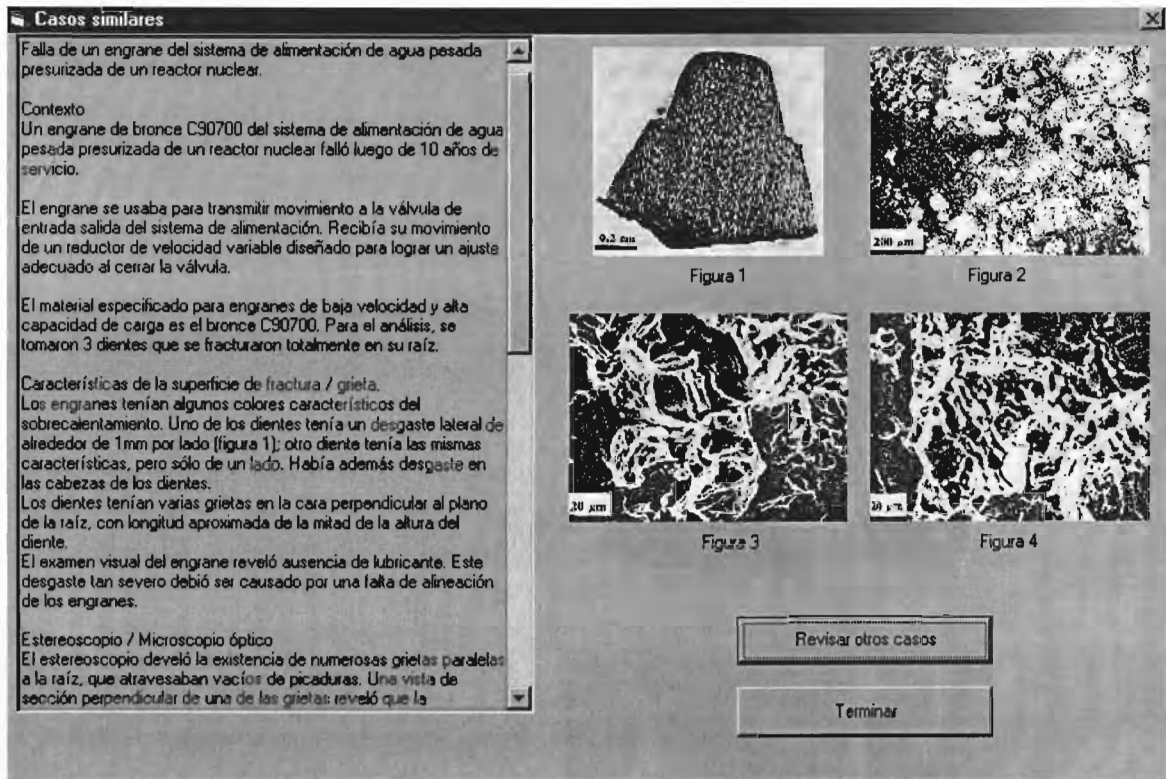 Casos similares
Falla de un engrane del sistema de alimentación de agua pesada
presurizada de un reactor nuclear.
Contexto
Un engrane de bronce C90700 del sistema de alimentación de agua
pesada presurizada de un reactor nuclear falló luego de 10 años de
servicio.
El engrane se usaba para transmitir movimiento a la válvula de
entrada salida del sistema de alimentación. Recibía su movimiento
de un reductor de velocidad variable diseñado para lograr un ajuste
adecuado al cerrar la válvula.
El material especificado para engranes de baja velocidad y alta
capacidad de carga es el bronce C90700. Para el análisis, se
tomaron 3 dientes que se fracturaron totalmente en su raíz.
Características de la superficie de fractura / grieta.
Los engranes tenían algunos colores característicos del
sobrecalentamiento. Uno de los dientes tenía un desgaste lateral de
alrededor de 1mm por lado (figura 1); otro diente tenía las mismas
características, pero sólo de un lado. Había además desgaste en
las cabezas de los dientes.
Los dientes tenían varias grietas en la cara perpendicular al plano
de la raíz, con longitud aproximada de la mitad de la altura del
diente.
El examen visual del engrane reveló ausencia de lubricante. Este
desgaste tan severo debió ser causado por una falta de alineación
de los engranes.
Estereoscopio / Microscopio óptico
El estereoscopio develó la existencia de numerosas grietas paralelas
a la raíz, que atravesaban vacíos de picaduras. Una vista de
sección perpendicular de una de las grietas reveló que la
Figura 1
200 µm
Figura 2
20 µm
Figura 3
20 µm
Figura 4
Revisar otros casos
Terminar